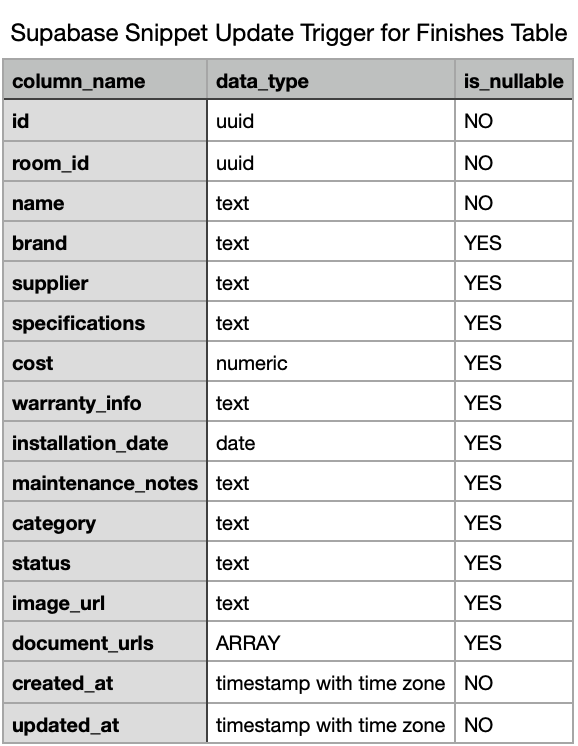 Supabase Snippet Update Trigger for Finishes Table
column_name data_type is_nullable
id uuid NO
room_id uuid NO
name text NO
brand text YES
supplier text YES
specifications text YES
cost numeric YES
warranty_info text YES
installation_date date YES
maintenance_notes text YES
category text YES
status text YES
image_url text YES
document_urls ARRAY YES
created_at timestamp with time zone NO
updated_at timestamp with time zone NO